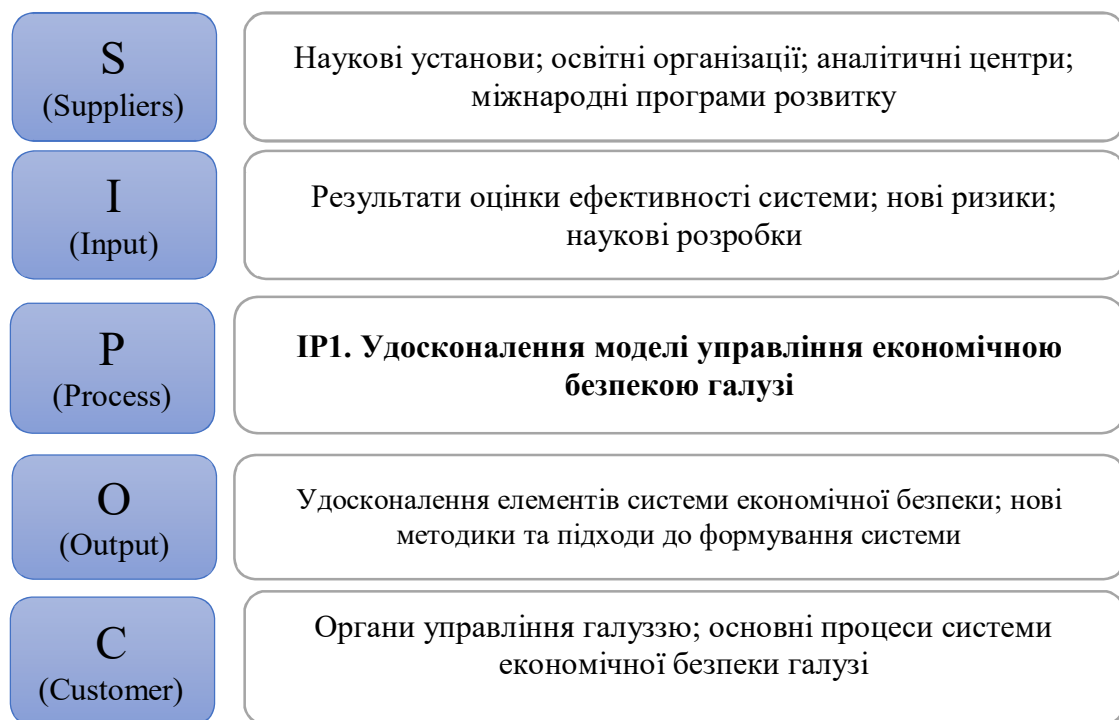 S
(Suppliers)
Наукові установи; освітні організації; аналітичні центри;
міжнародні програми розвитку
I
(Input)
Результати оцінки ефективності системи; нові ризики;
наукові розробки
P
(Process)
ІР1. Удосконалення моделі управління економічною
безпекою галузі
O
(Output)
Удосконалення елементів системи економічної безпеки; нові
методики та підходи до формування системи
C
(Customer)
Органи управління галуззю; основні процеси системи
економічної безпеки галузі